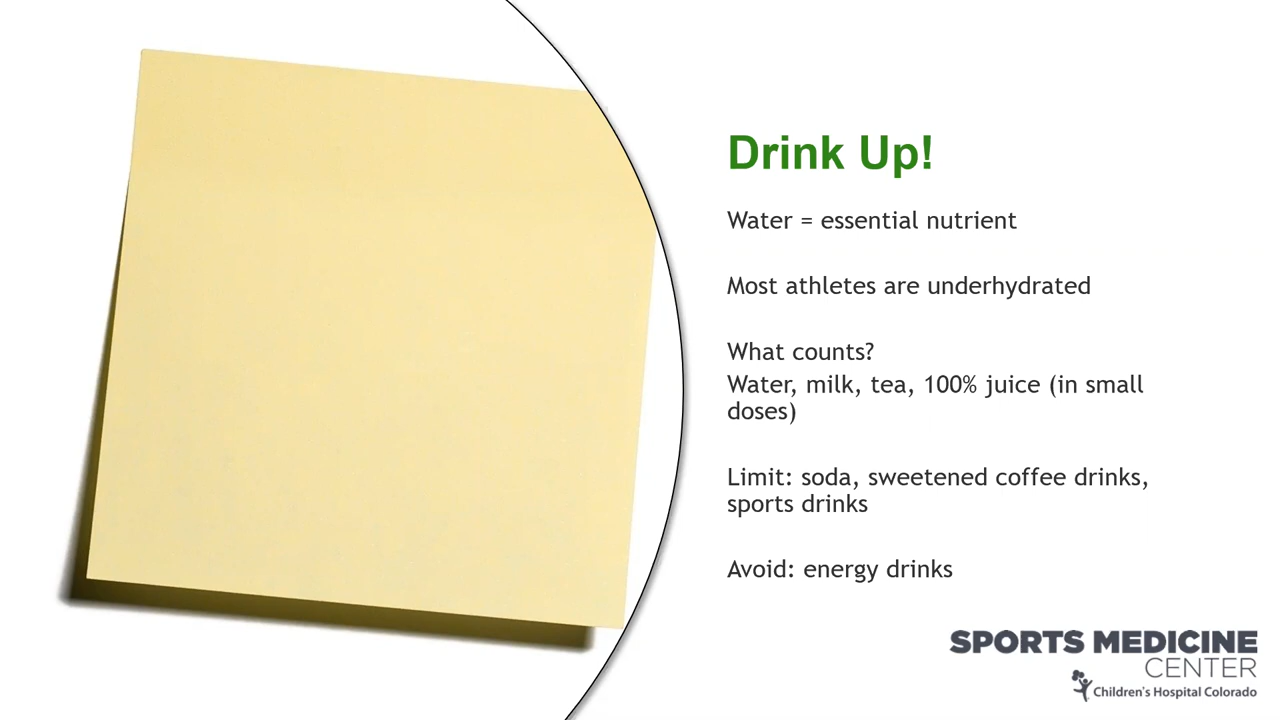 Drink Up!
Water = essential nutrient
Most athletes are underhydrated
What counts?
Water, milk, tea, 100% juice (in small
doses)
Limit: soda, sweetened coffee drinks,
sports drinks
Avoid: energy drinks
SPORTS MEDICINE
CENTER
Children's Hospital Colorado